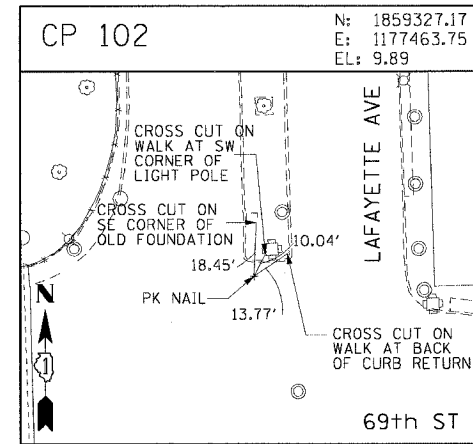 CP 102
N: 1859327.17
E: 1177463.75
EL: 9.89
LAFAYETTE AVE
CROSS CUT ON
WALK AT SW
CORNER OF
LIGHT POLE
CROSS CUT ON
SE CORNER OF
OLD FOUNDATION
10.04'
18.45'
PK NAIL
13.77'
N
CROSS CUT ON
WALK AT BACK
OF CURB RETURN
69th ST